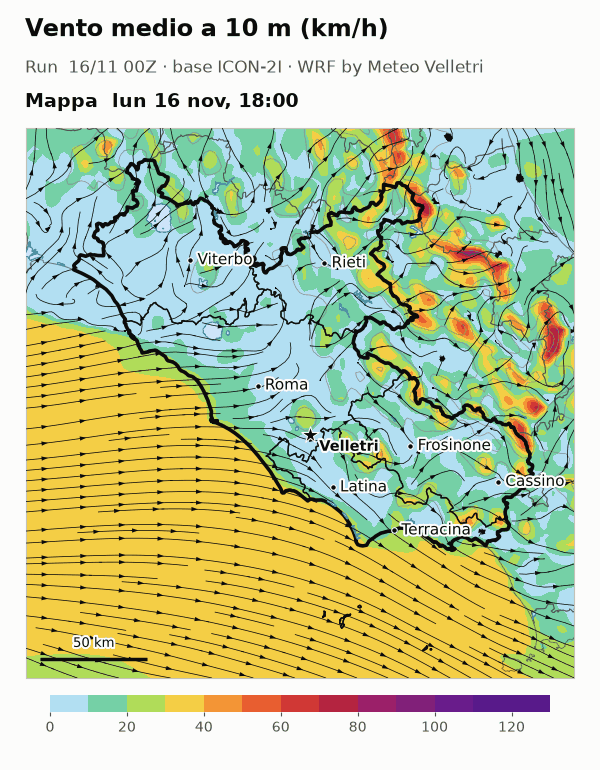 Vento medio a 10 m (km/h)
Run  16/11 00Z · base ICON-2I · WRF by Meteo Velletri
Mappa  lun 16 nov, 18:00
Viterbo
Rieti
Roma
Velletri
Frosinone
Latina
Cassino
Terracina
50 km
0 20 40 60 80 100 120